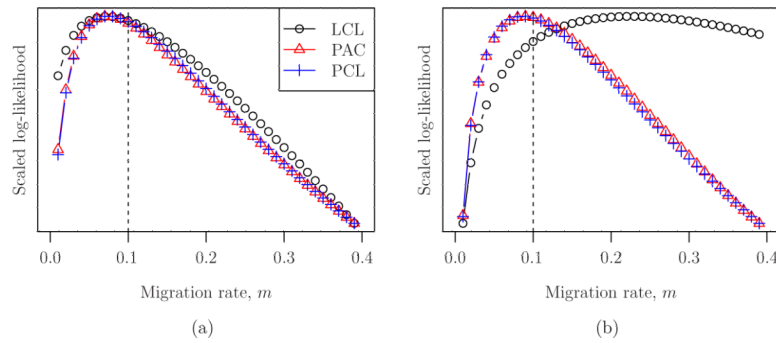 Scaled log-likelihood
LCL
PAC
PCL
0.0 0.1 0.2 0.3 0.4
Migration rate, m
(a)
Scaled log-likelihood
0.0 0.1 0.2 0.3 0.4
Migration rate, m
(b)